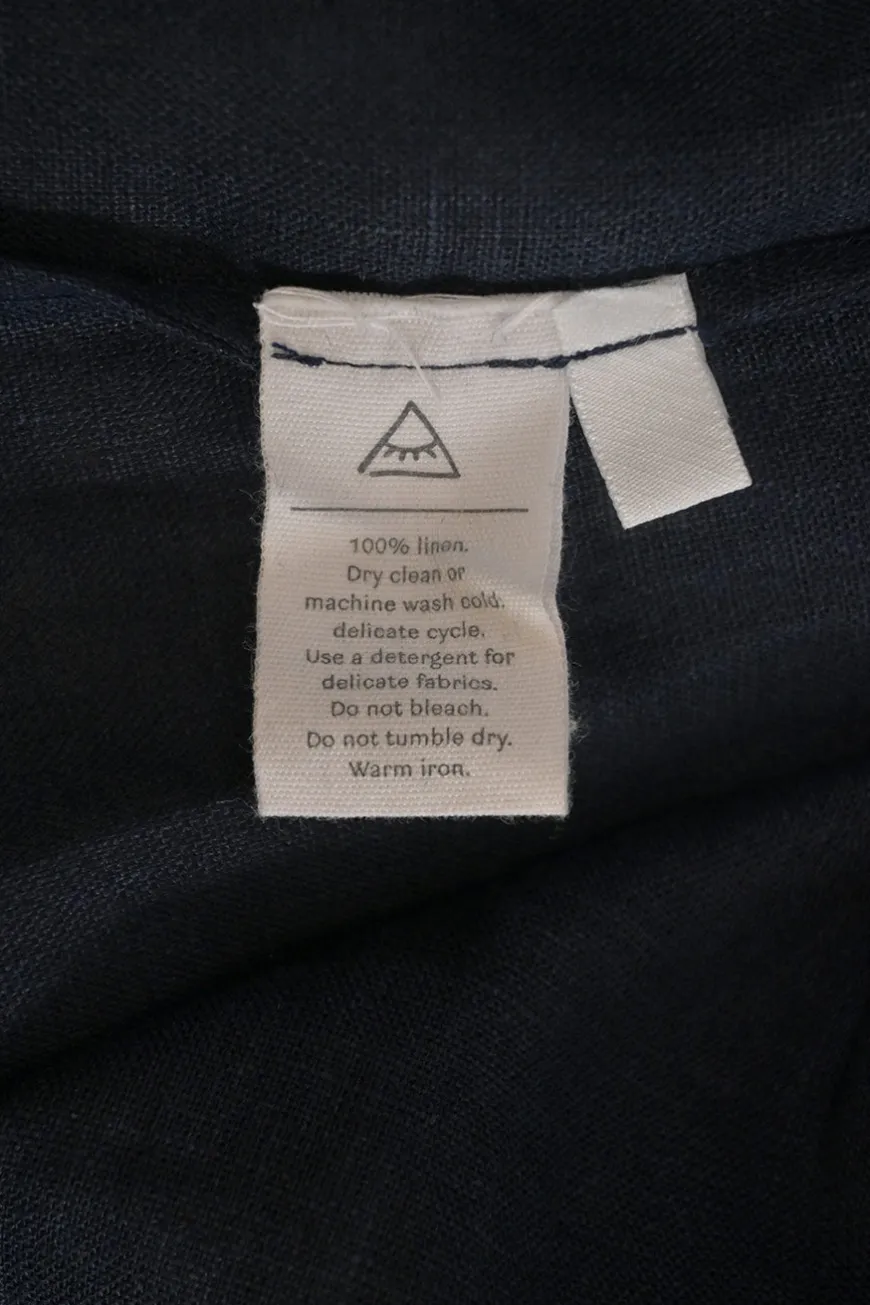 100% linen.
Dry clean or
machine wash cold.
delicate cycle.
Use a detergent for
delicate fabrics.
Do not bleach.
Do not tumble dry.
Warm iron.